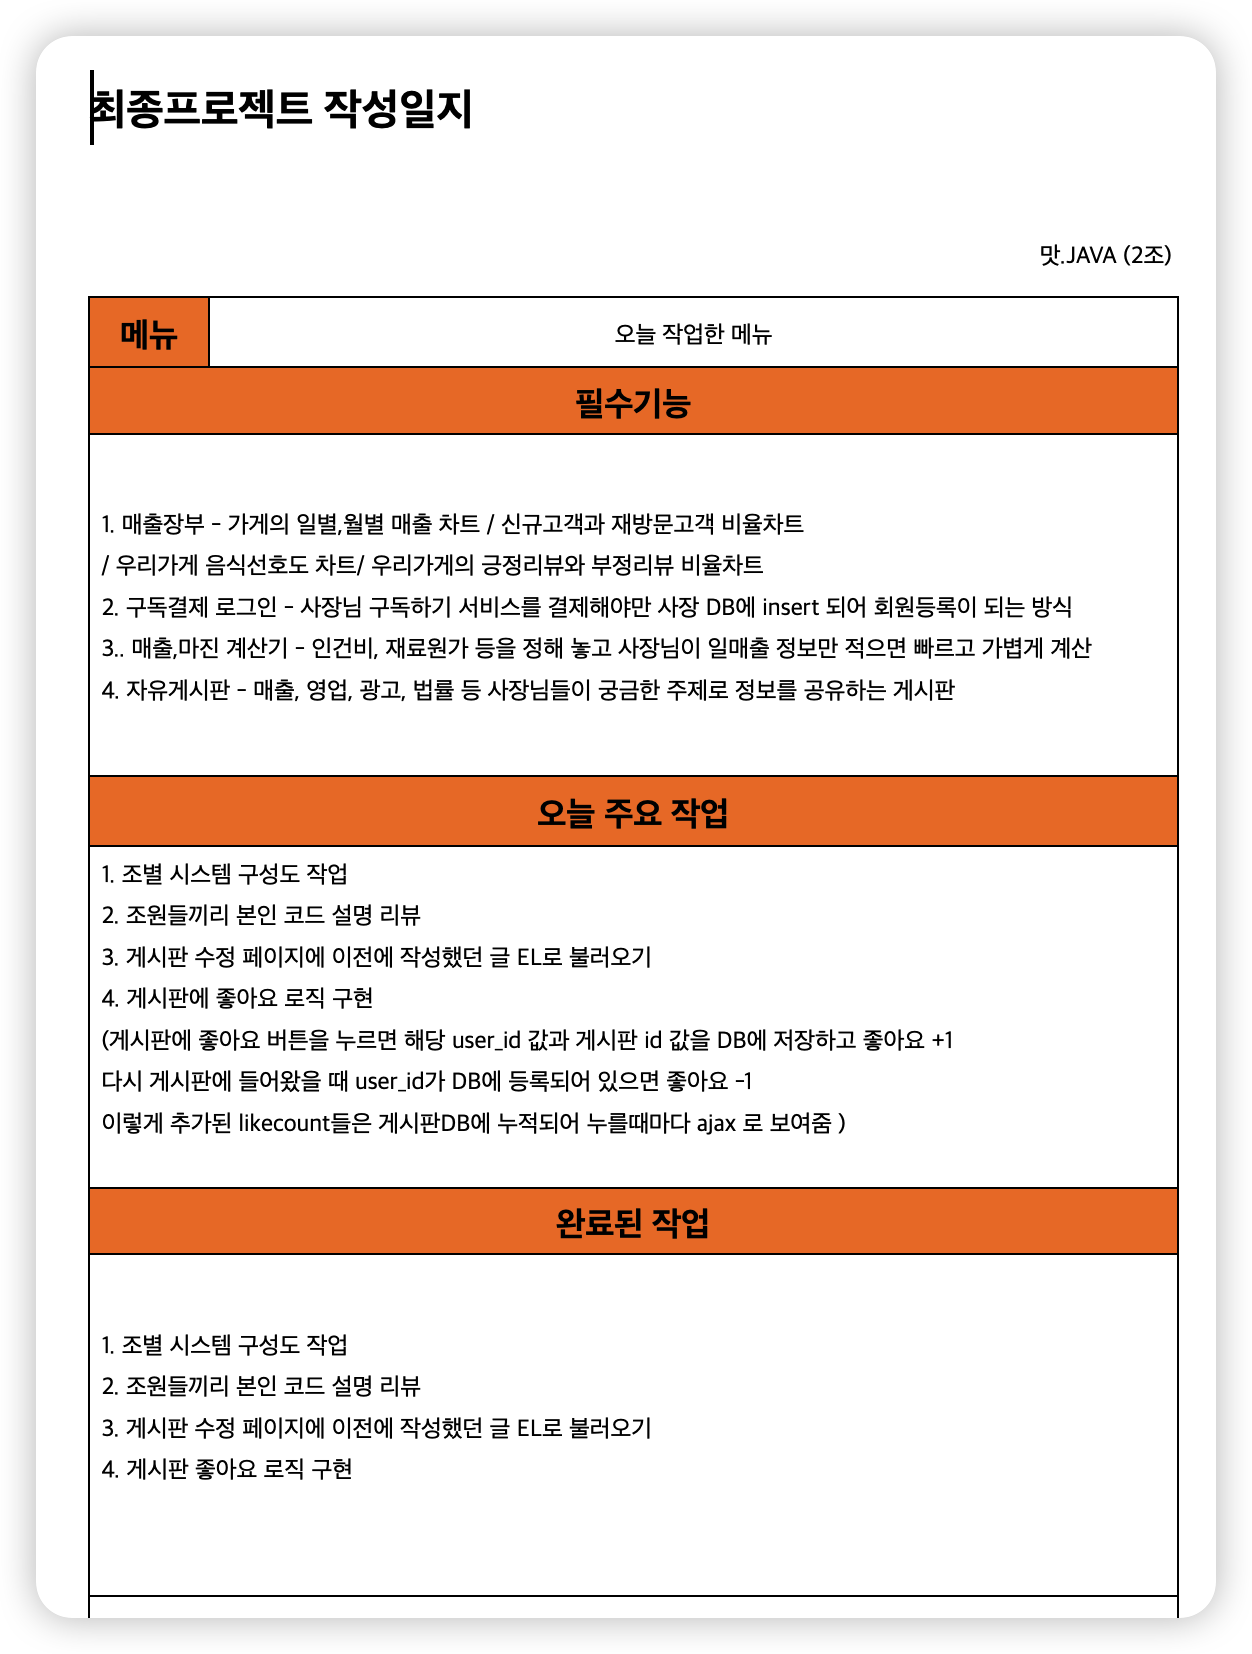 최종프로젝트 작성일지
맛.JAVA (2조)
메뉴
오늘 작업한 메뉴
필수기능
1. 매출장부 - 가게의 일별,월별 매출 차트 / 신규고객과 재방문고객 비율차트
/ 우리가게 음식선호도 차트/ 우리가게의 긍정리뷰와 부정리뷰 비율차트
2. 구독결제 로그인 - 사장님 구독하기 서비스를 결제해야만 사장 DB에 insert 되어 회원등록이 되는 방식
3.. 매출,마진 계산기 - 인건비, 재료원가 등을 정해 놓고 사장님이 일매출 정보만 적으면 빠르고 가볍게 계산
4. 자유게시판 - 매출, 영업, 광고, 법률 등 사장님들이 궁금한 주제로 정보를 공유하는 게시판
오늘 주요 작업
1. 조별 시스템 구성도 작업
2. 조원들끼리 본인 코드 설명 리뷰
3. 게시판 수정 페이지에 이전에 작성했던 글 EL로 불러오기
4. 게시판에 좋아요 로직 구현
(게시판에 좋아요 버튼을 누르면 해당 user_id 값과 게시판 id 값을 DB에 저장하고 좋아요 +1
다시 게시판에 들어왔을 때 user_id가 DB에 등록되어 있으면 좋아요 -1
이렇게 추가된 likecount들은 게시판DB에 누적되어 누를때마다 ajax 로 보여줌 )
완료된 작업
1. 조별 시스템 구성도 작업
2. 조원들끼리 본인 코드 설명 리뷰
3. 게시판 수정 페이지에 이전에 작성했던 글 EL로 불러오기
4. 게시판 좋아요 로직 구현